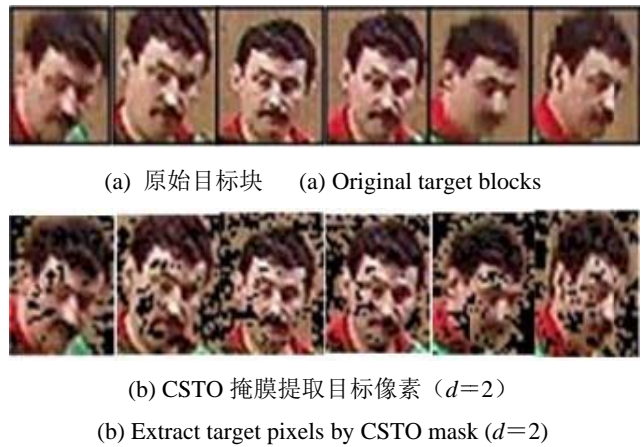 (a) 原始目标块 (a) Original target blocks
(b) CSTO 掩膜提取目标像素（d＝2）
(b) Extract target pixels by CSTO mask (d＝2)